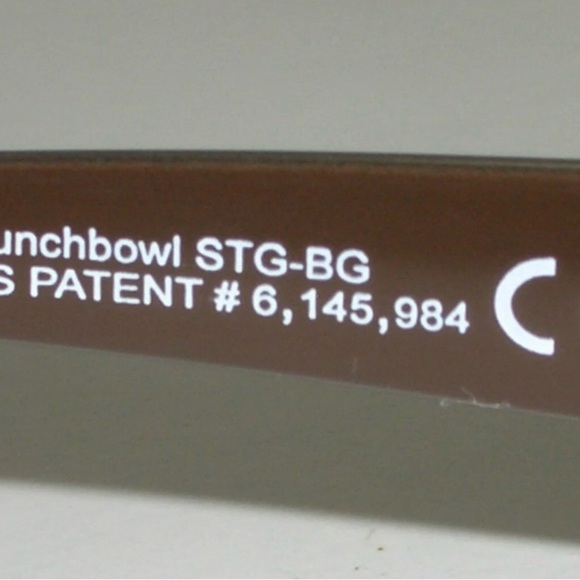 unchbowl STG-BG
S PATENT # 6,145,984
C